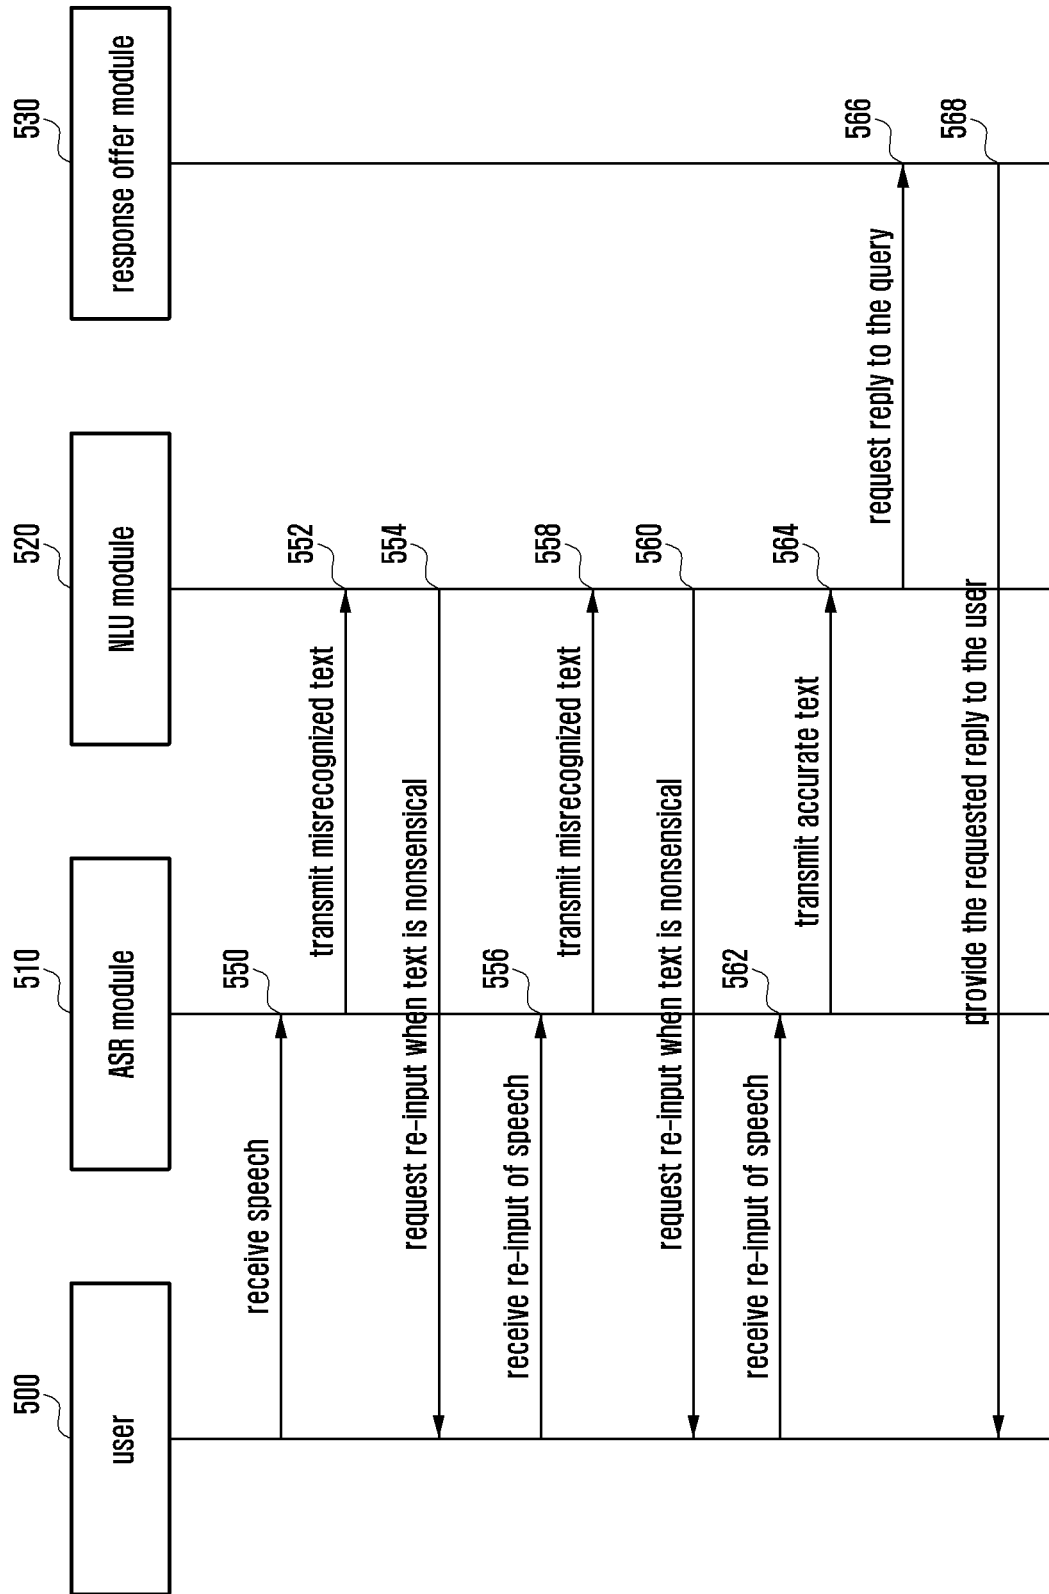 500
user
510
ASR module
520
NLU module
530
response offer module
receive speech
550
transmit misrecognized text
552
request re-input when text is nonsensical
554
receive re-input of speech
556
transmit misrecognized text
558
request re-input when text is nonsensical
560
receive re-input of speech
562
transmit accurate text
564
request reply to the query
566
provide the requested reply to the user
568